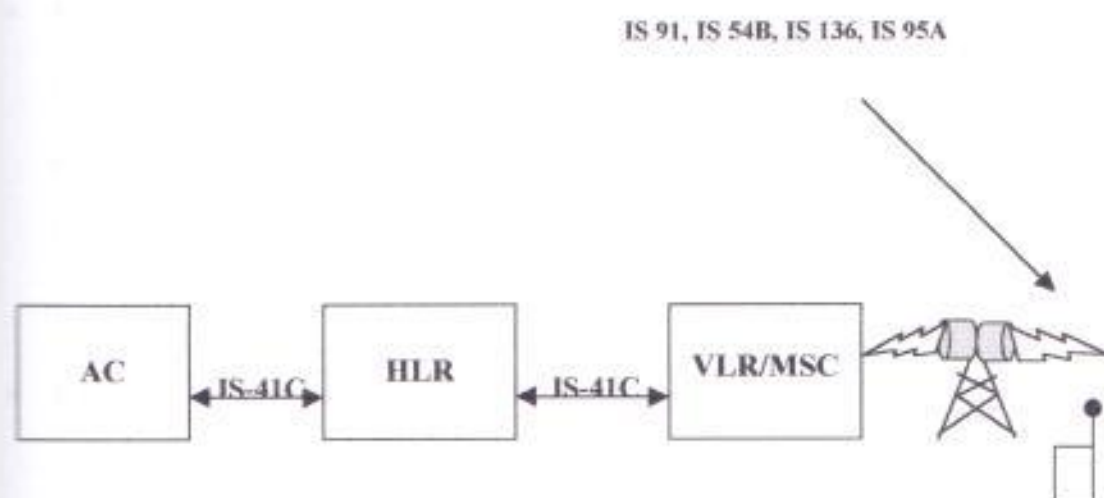 IS 91, IS 54B, IS 136, IS 95A
AC
IS-41C
HLR
IS-41C
VLR/MSC